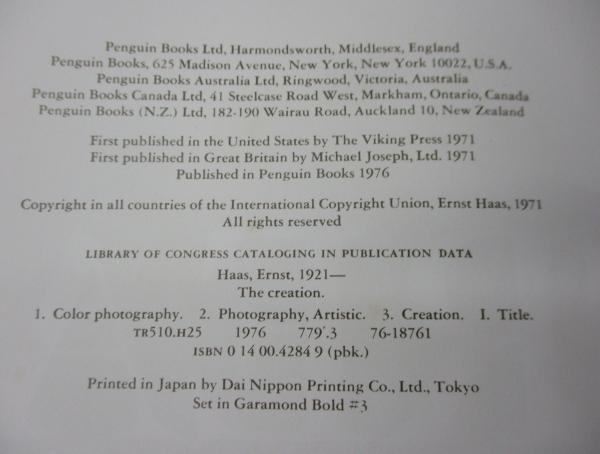 Penguin Books Ltd, Harmondsworth, Middlesex, England
Penguin Books, 625 Madison Avenue, New York, New York 10022, U.S.A.
Penguin Books Australia Ltd, Ringwood, Victoria, Australia
Penguin Books Canada Ltd, 41 Steelcase Road West, Markham, Ontario, Canada
Penguin Books (N.Z.) Ltd, 182-190 Wairau Road, Auckland 10, New Zealand
First published in the United States by The Viking Press 1971
First published in Great Britain by Michael Joseph, Ltd. 1971
Published in Penguin Books 1976
Copyright in all countries of the International Copyright Union, Ernst Haas, 1971
All rights reserved
LIBRARY OF CONGRESS CATALOGING IN PUBLICATION DATA
Haas, Ernst, 1921—
The creation.
1. Color photography. 2. Photography, Artistic. 3. Creation. I. Title.
TR510.H25 1976 779'.3 76-18761
ISBN 0 14 00.4284 9 (pbk.)
Printed in Japan by Dai Nippon Printing Co., Ltd., Tokyo
Set in Garamond Bold #3